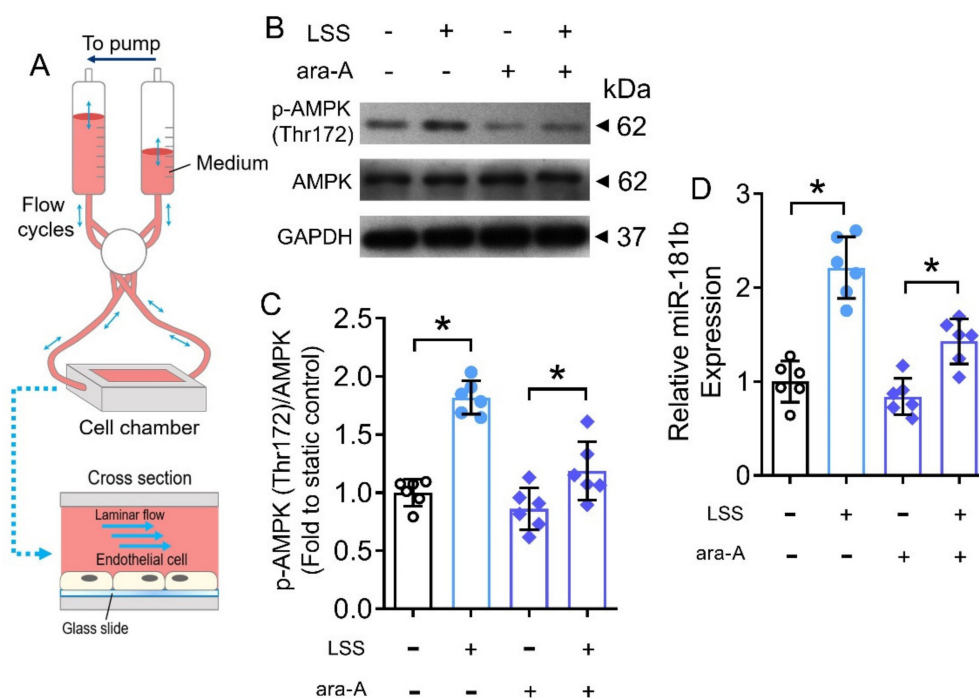 A
To pump
Medium
Flow
cycles
Cell chamber
Cross section
Laminar flow
Endothelial cell
Glass slide
B
LSS - + - +
ara-A - - + +
kDa
p-AMPK
(Thr172)
◄ 62
AMPK ◄ 62
GAPDH ◄ 37
C
p-AMPK (Thr172)/AMPK
(Fold to static control)
2.5
2.0
1.5
1.0
0.5
0.0
*
*
LSS - + - +
ara-A - - + +
D
Relative miR-181b
Expression
3
2
1
0
*
*
LSS - + - +
ara-A - - + +